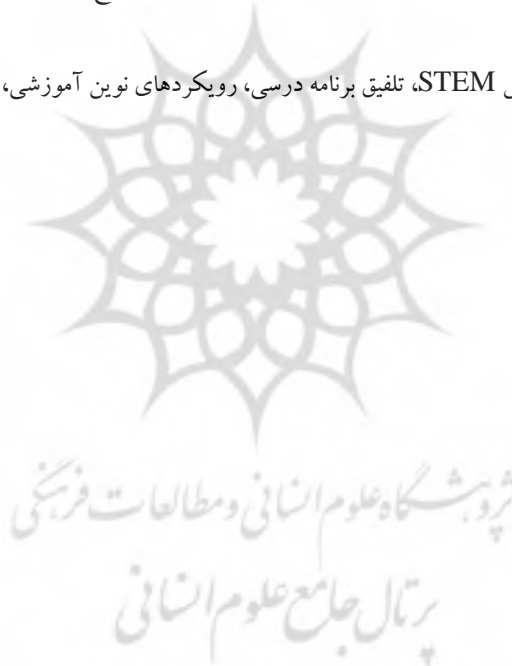 STEM، تلفیق برنامه درسی، رویکردهای نوین آموزشی،
پژوهشگاه علوم انسانی و مطالعات فرهنگی
پرتال جامع علوم انسانی